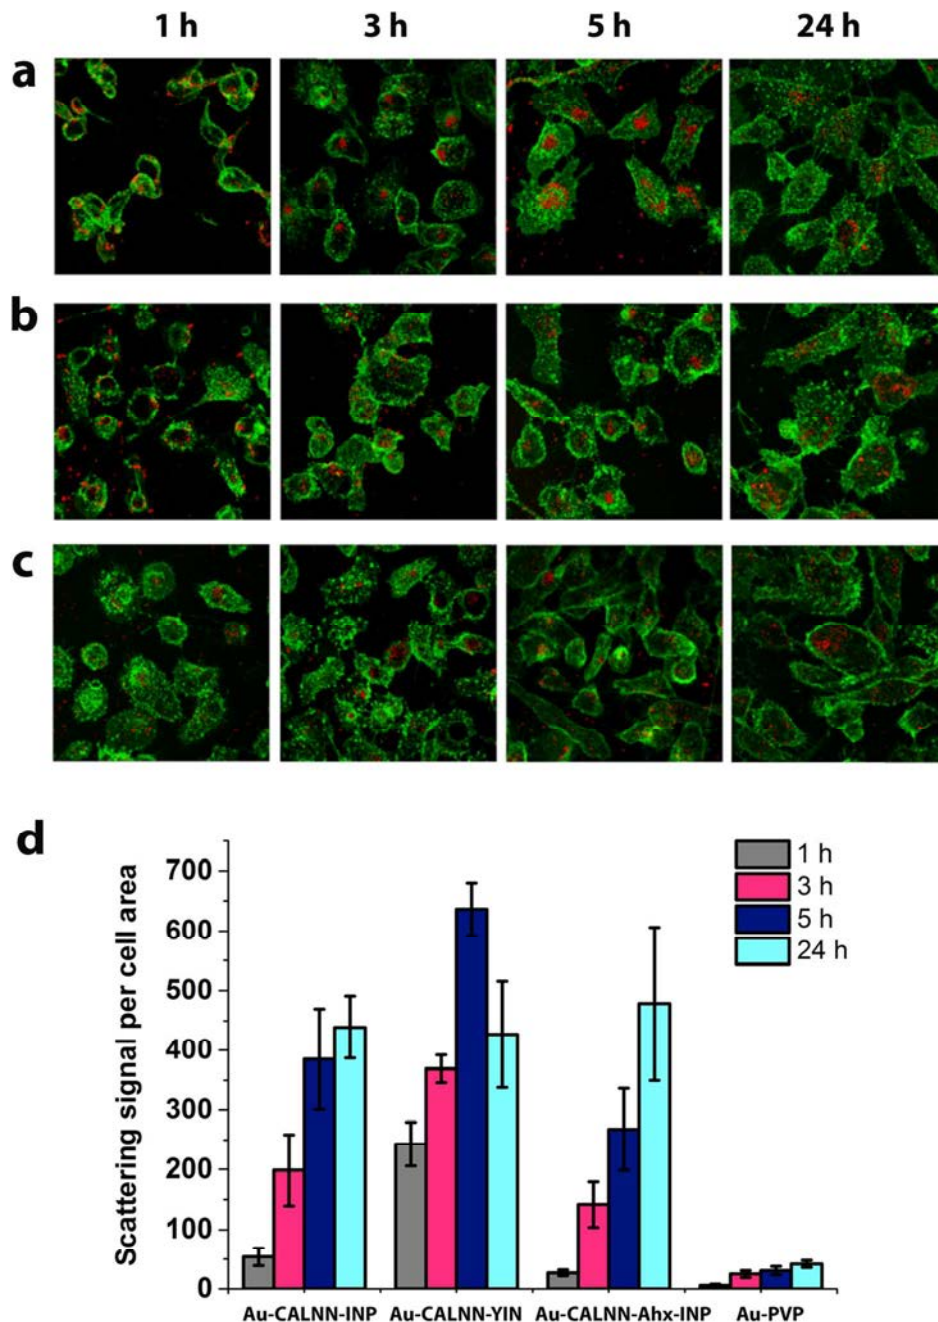 1 h 3 h 5 h 24 h
a
b
c
d
Scattering signal per cell area
700
600
500
400
300
200
100
0
1 h
3 h
5 h
24 h
Au-CALNN-INP Au-CALNN-YIN Au-CALNN-Ahx-INP Au-PVP